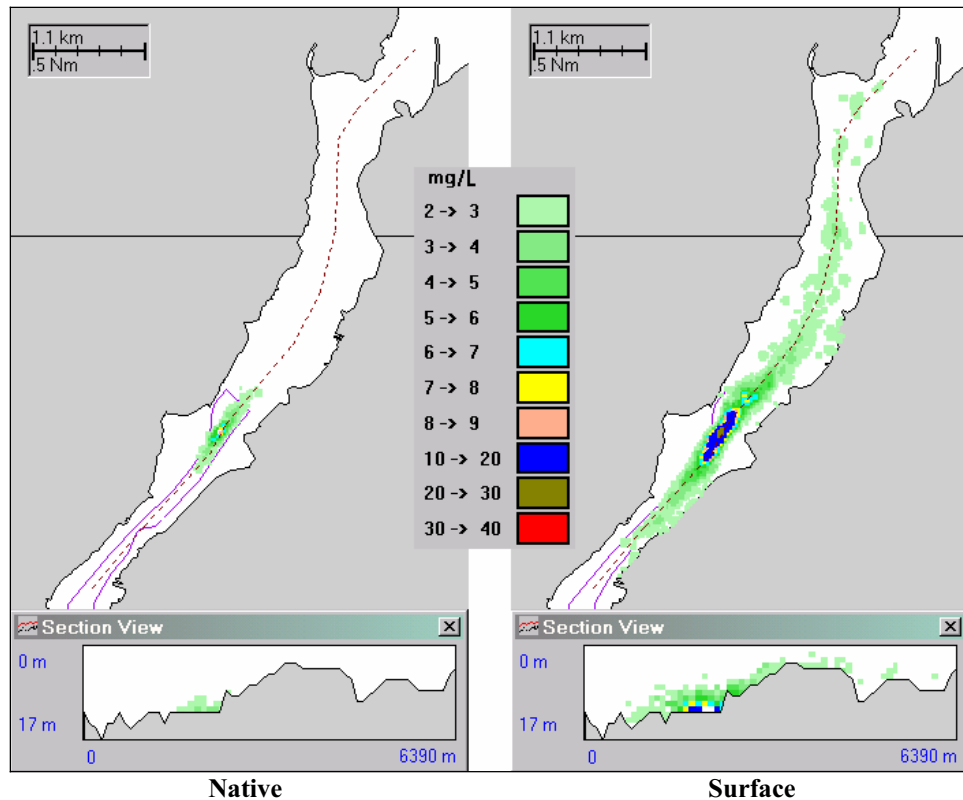 1.1 km
.5 Nm
1.1 km
.5 Nm
mg/L
2 -> 3
3 -> 4
4 -> 5
5 -> 6
6 -> 7
7 -> 8
8 -> 9
10 -> 20
20 -> 30
30 -> 40
Section View
0 m
17 m
0
6390 m
Section View
0 m
17 m
0
6390 m
Native
Surface